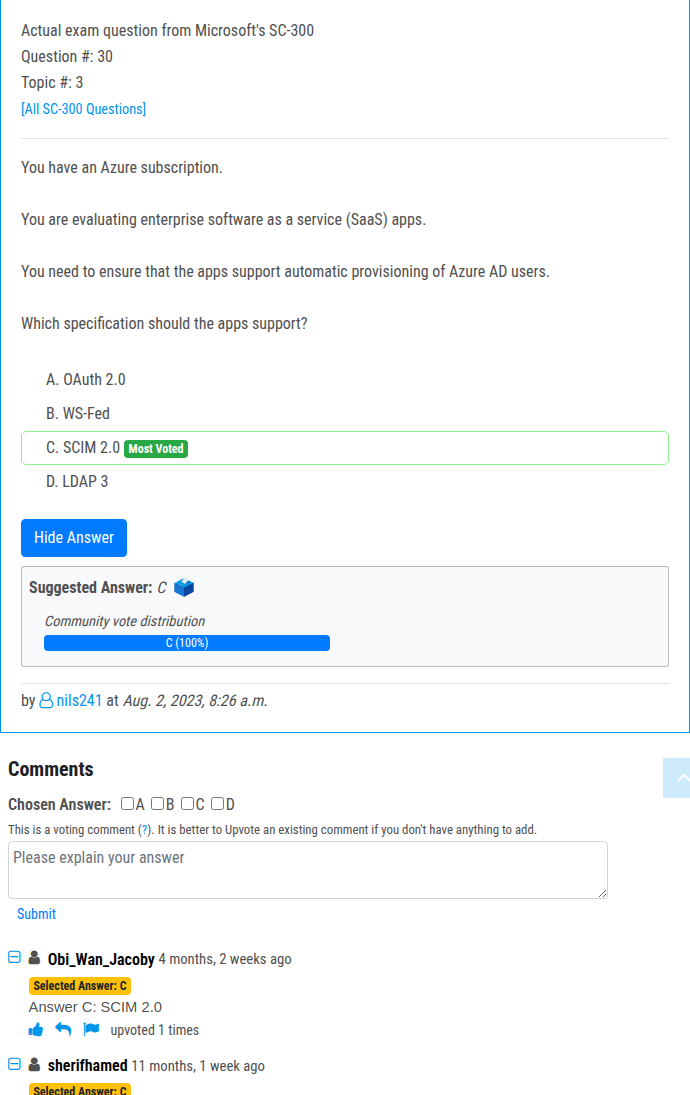 Actual exam question from Microsoft's SC-300
Question #: 30
Topic #: 3
[All SC-300 Questions]
You have an Azure subscription.
You are evaluating enterprise software as a service (SaaS) apps.
You need to ensure that the apps support automatic provisioning of Azure AD users.
Which specification should the apps support?
A. OAuth 2.0
B. WS-Fed
C. SCIM 2.0 Most Voted
D. LDAP 3
Hide Answer
Suggested Answer: C
Community vote distribution
C (100%)
by nils241 at Aug. 2, 2023, 8:26 a.m.
Comments
Chosen Answer: A B C D
This is a voting comment (?). It is better to Upvote an existing comment if you don't have anything to add.
Please explain your answer
Submit
Obi_Wan_Jacoby 4 months, 2 weeks ago
Selected Answer: C
Answer C: SCIM 2.0
upvoted 1 times
sherifhamed 11 months, 1 week ago
Selected Answer: C